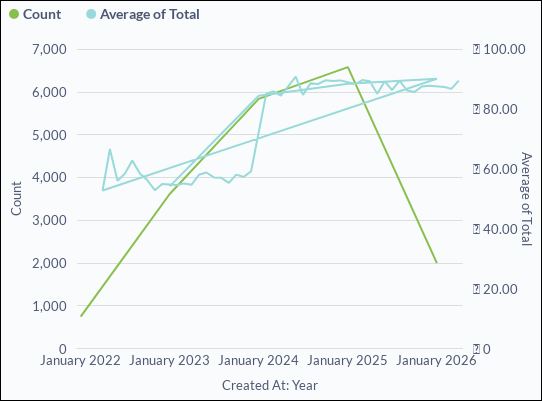 Count Average of Total
7,000 100.00
6,000 80.00
5,000
4,000 60.00
3,000 40.00
2,000 20.00
1,000
0 0
Count
Average of Total
January 2022 January 2023 January 2024 January 2025 January 2026
Created At: Year